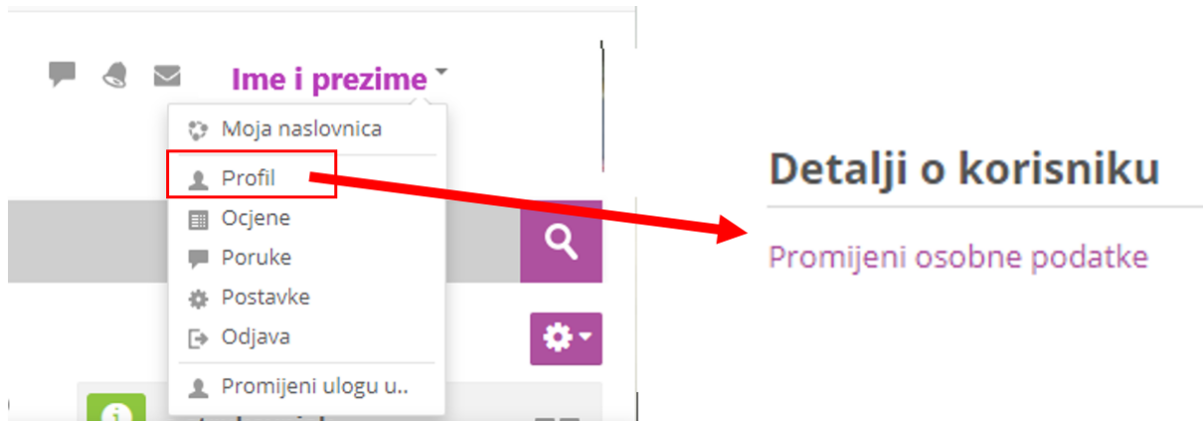 Ime i prezime
Moja naslovnica
Profil
Ocjene
Poruke
Postavke
Odjava
Promijeni ulogu u..
Detalji o korisniku
Promijeni osobne podatke